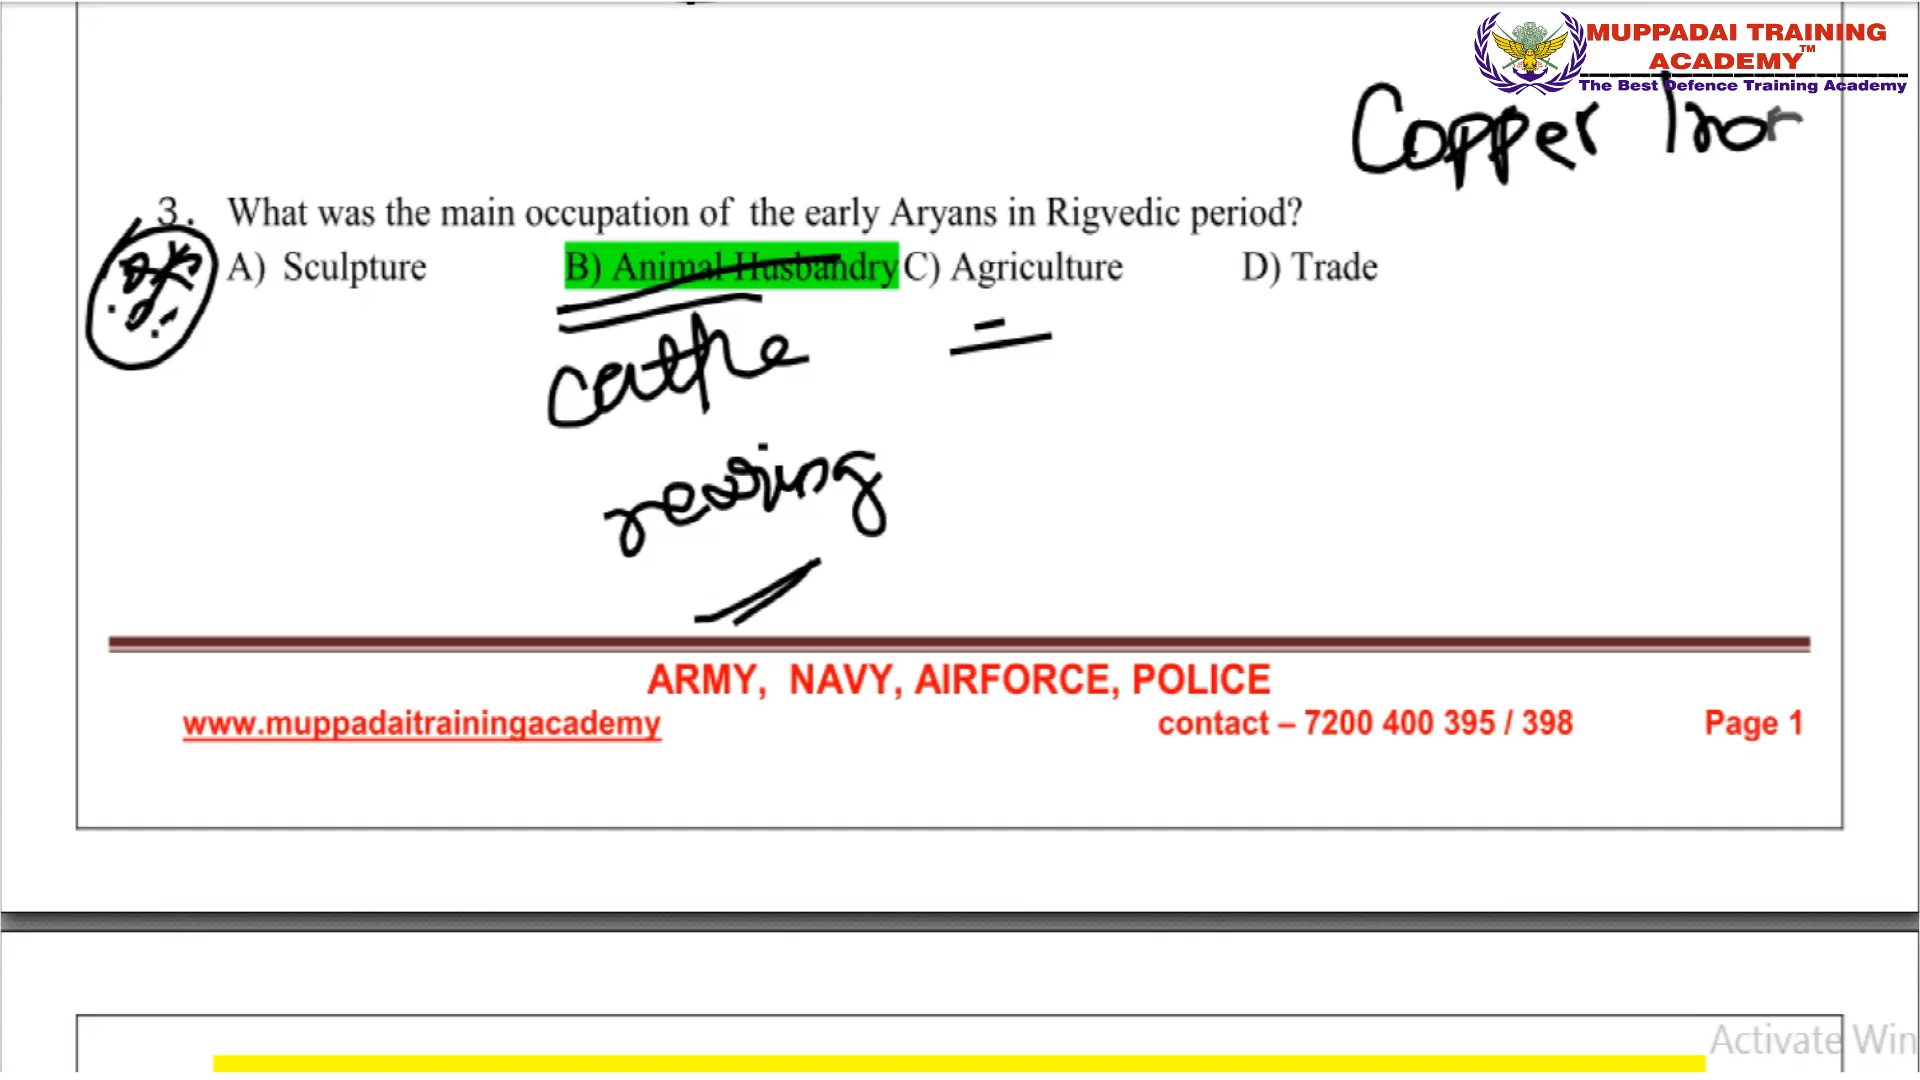 MUPPADAI TRAINING
ACADEMY™
The Best Defence Training Academy
Copper Iron
3. What was the main occupation of the early Aryans in Rigvedic period?
A) Sculpture B) Animal Husbandry C) Agriculture D) Trade
cattle
rearing
ARMY, NAVY, AIRFORCE, POLICE
www.muppadaitrainingacademy contact – 7200 400 395 / 398 Page 1
Activate Win